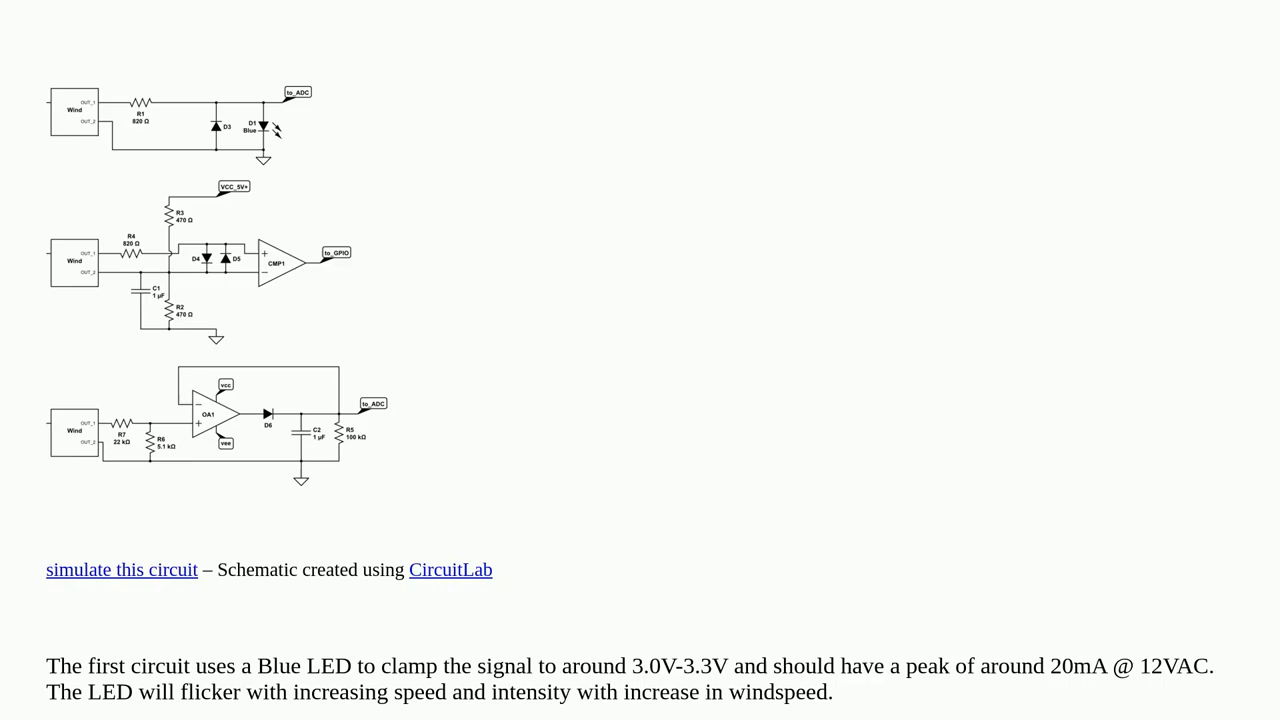 to_ADC
OUT_1
Wind
OUT_2
R1
820 Ω
D3
D1
Blue
VCC_5V+
R3
470 Ω
R4
820 Ω
OUT_1
Wind
OUT_2
D4
D5
CMP1
to_GPIO
C1
1 µF
R2
470 Ω
vcc
to_ADC
OUT_1
Wind
OUT_2
R7
22 kΩ
R6
5.1 kΩ
OA1
vee
D6
C2
1 µF
R5
100 kΩ
simulate this circuit – Schematic created using CircuitLab
The first circuit uses a Blue LED to clamp the signal to around 3.0V-3.3V and should have a peak of around 20mA @ 12VAC.
The LED will flicker with increasing speed and intensity with increase in windspeed.